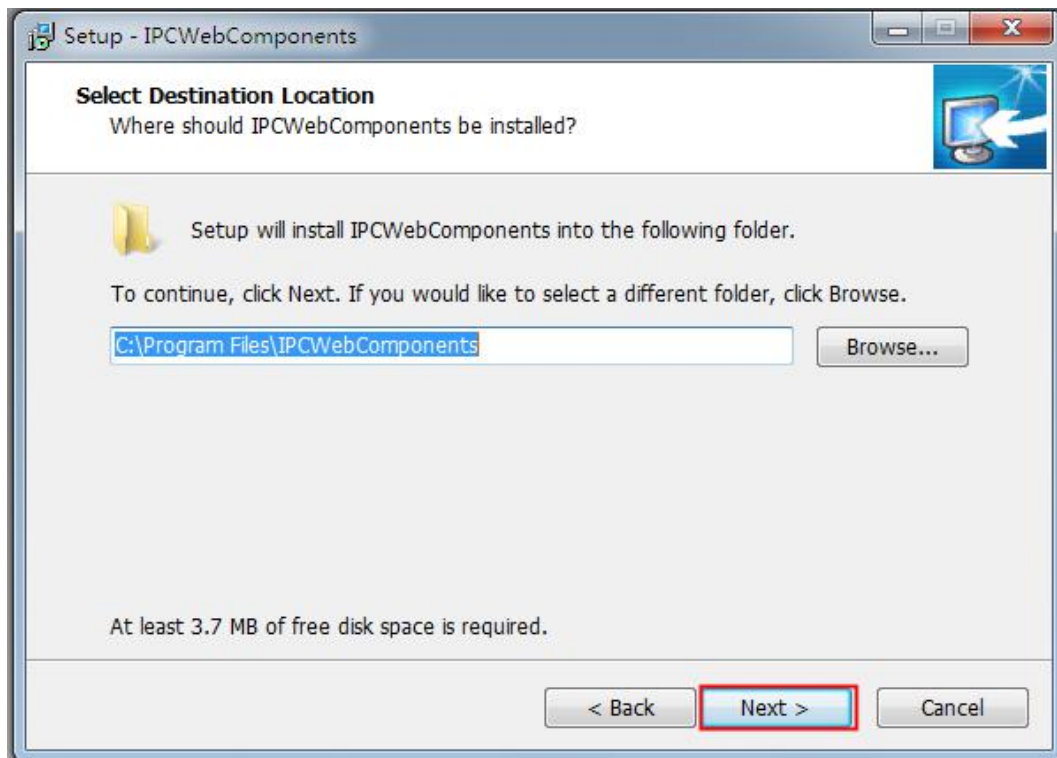 Setup - IPCWebComponents
Select Destination Location
Where should IPCWebComponents be installed?
Setup will install IPCWebComponents into the following folder.
To continue, click Next. If you would like to select a different folder, click Browse.
C:\Program Files\IPCWebComponents
Browse...
At least 3.7 MB of free disk space is required.
< Back
Next >
Cancel